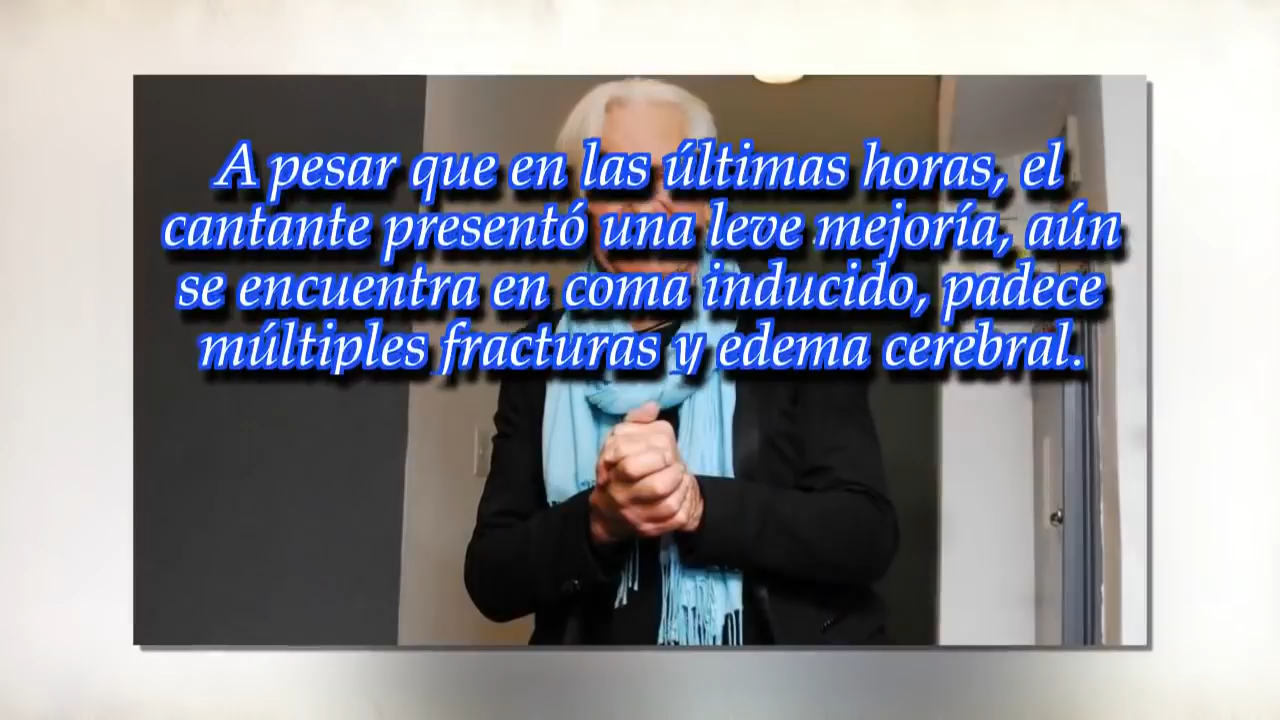 A pesar que en las últimas horas, el
cantante presentó una leve mejoría, aún
se encuentra en coma inducido, padece
múltiples fracturas y edema cerebral.